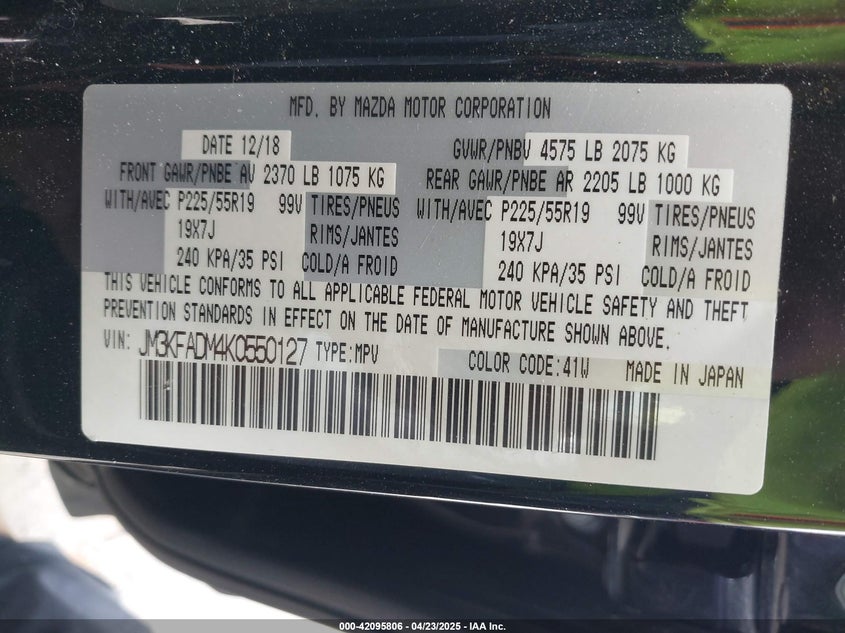 MFD. BY MAZDA MOTOR CORPORATION
DATE 12/18 GVWR/PNBV 4575 LB 2075 KG
FRONT GAWR/PNBE AV 2370 LB 1075 KG REAR GAWR/PNBE AR 2205 LB 1000 KG
WITH/AVEC P225/55R19 99V TIRES/PNEUS WITH/AVEC P225/55R19 99V TIRES/PNEUS
19X7J RIMS/JANTES 19X7J RIMS/JANTES
240 KPA/35 PSI COLD/A FROID 240 KPA/35 PSI COLD/A FROID
THIS VEHICLE CONFORMS TO ALL APPLICABLE FEDERAL MOTOR VEHICLE SAFETY AND THEFT
PREVENTION STANDARDS IN EFFECT ON THE DATE OF MANUFACTURE SHOWN ABOVE.
VIN: JM3KFADM4K0550127 TYPE:MPV COLOR CODE:41W MADE IN JAPAN
000-42095806 - 04/23/2025 - IAA Inc.